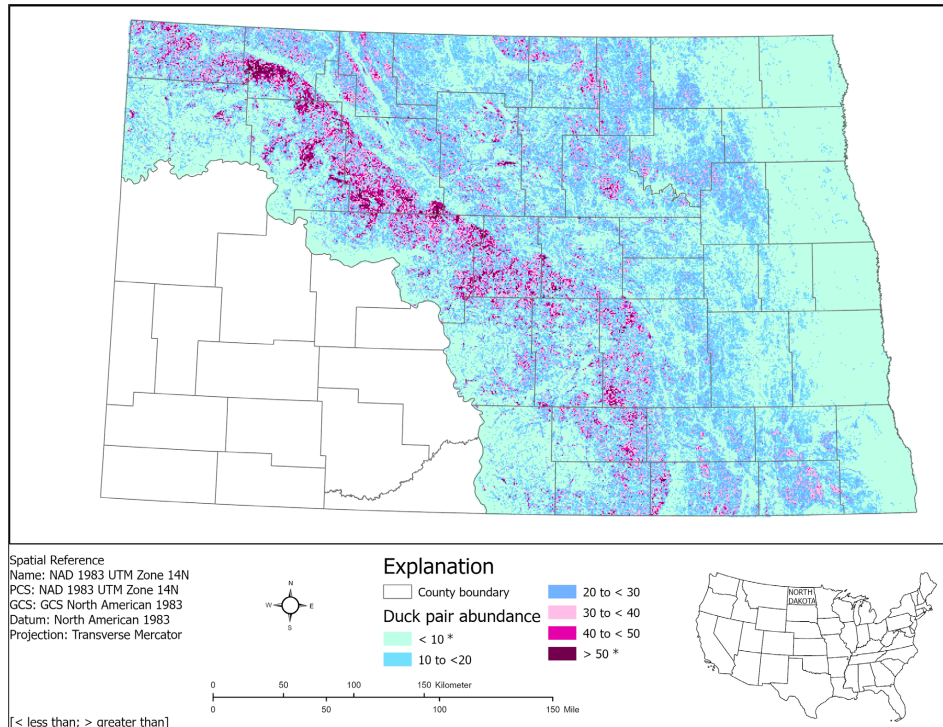 Spatial Reference
Name: NAD 1983 UTM Zone 14N
PCS: NAD 1983 UTM Zone 14N
GCS: GCS North American 1983
Datum: North American 1983
Projection: Transverse Mercator
N
W E
S
Explanation
County boundary
Duck pair abundance
< 10 *
10 to <20
20 to < 30
30 to < 40
40 to < 50
> 50 *
0 50 100 150 Kilometer
0 50 100 150 Mile
NORTH
DAKOTA
[< less than; > greater than]